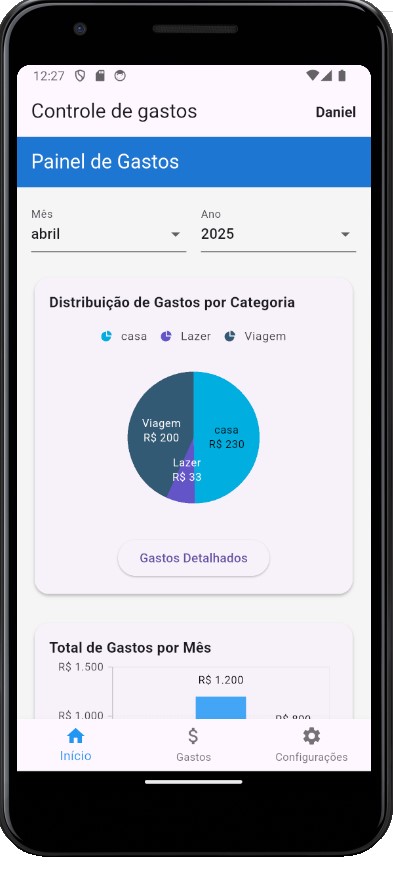 12:27
Controle de gastos
Daniel
Painel de Gastos
Mês
Ano
abril
2025
Distribuição de Gastos por Categoria
casa Lazer Viagem
Viagem
R$ 200
casa
R$ 230
Lazer
R$ 33
Gastos Detalhados
Total de Gastos por Mês
R$ 1.500
R$ 1.200
R$ 1.000
R$ 800
Início
Gastos
Configurações